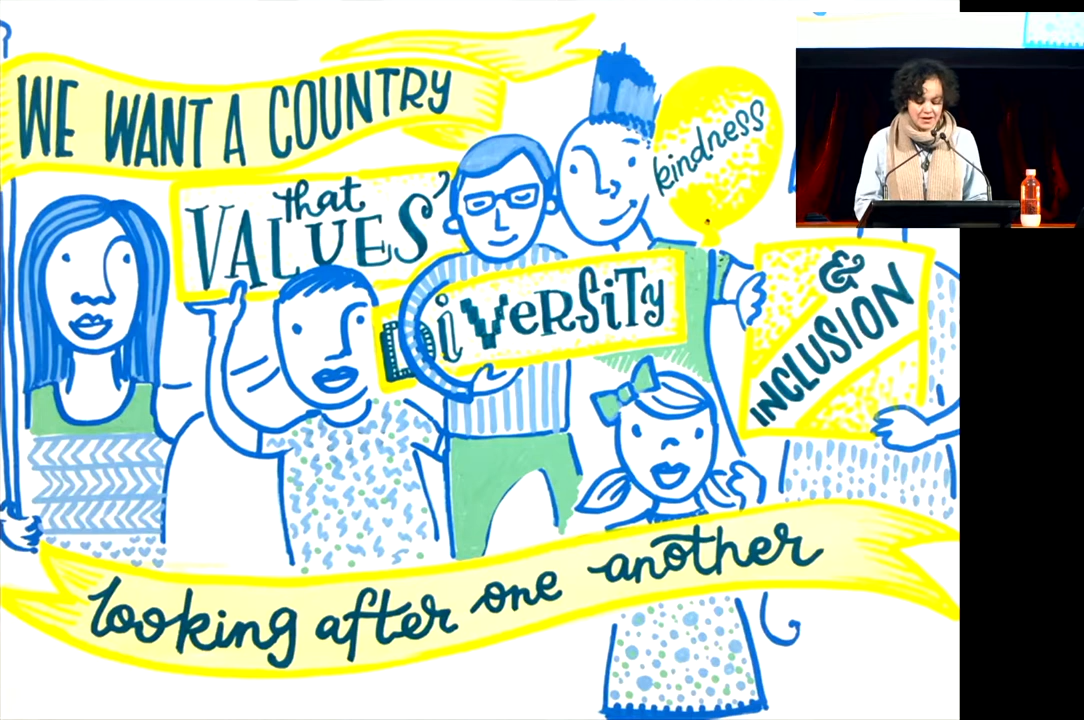 WE WANT A COUNTRY
that
VALUES'
DiVeRSiTy
kindness
&
INCLUSION
looking after one another